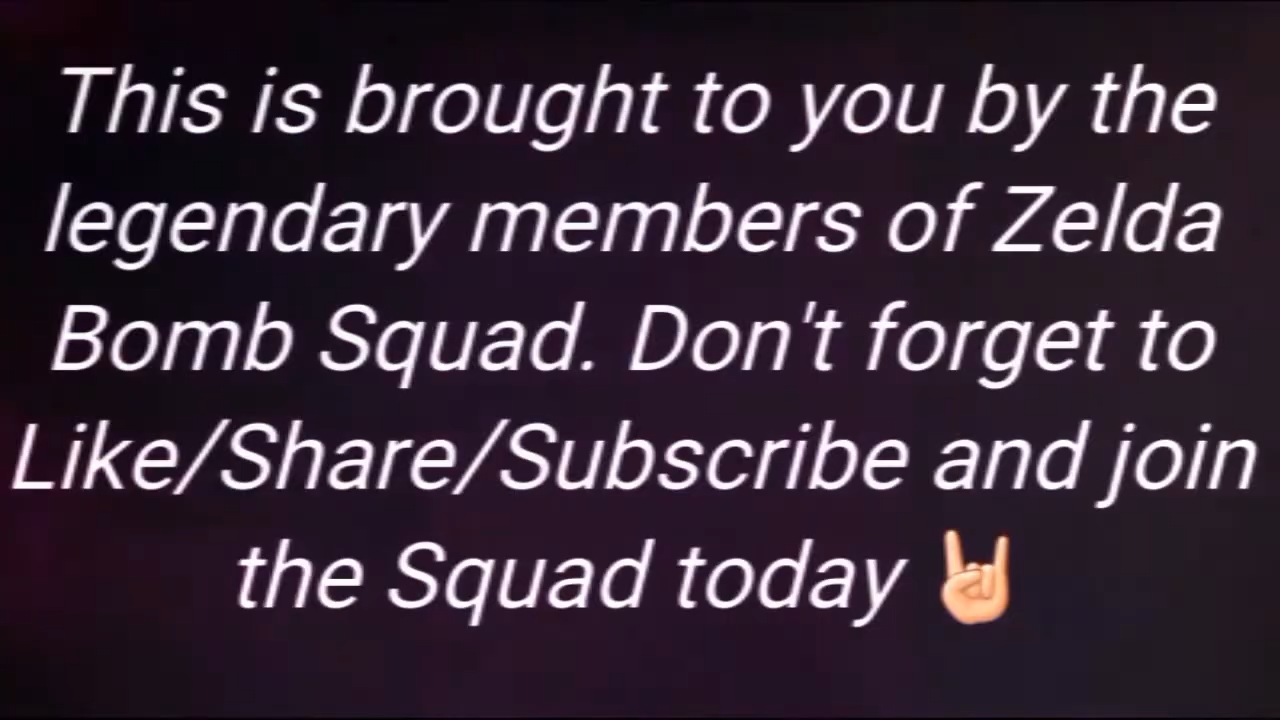 This is brought to you by the
legendary members of Zelda
Bomb Squad. Don't forget to
Like/Share/Subscribe and join
the Squad today 🤘